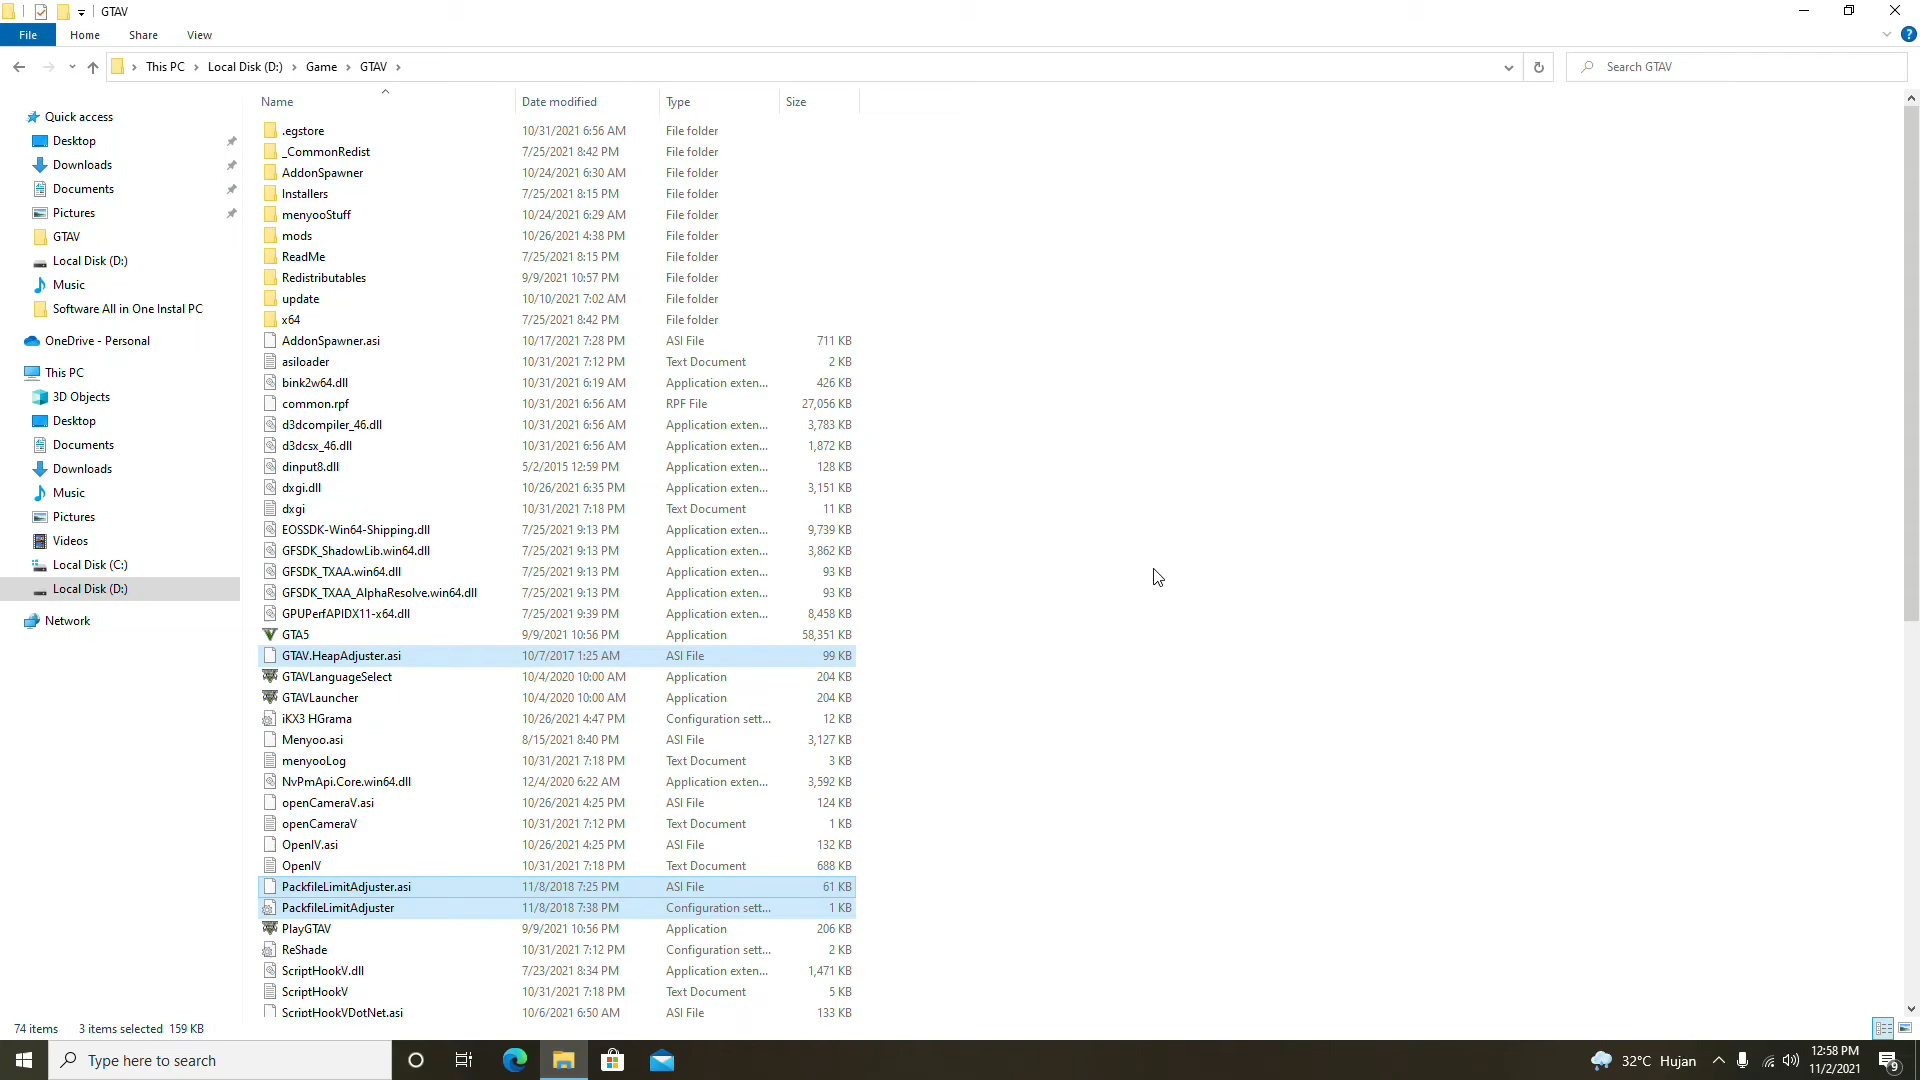 GTAV
File Home Share View
This PC Local Disk (D:) Game GTAV
Search GTAV
Name Date modified Type Size
Quick access
Desktop
Downloads
Documents
Pictures
GTAV
Local Disk (D:)
Music
Software All in One Instal PC
OneDrive - Personal
This PC
3D Objects
Desktop
Documents
Downloads
Music
Pictures
Videos
Local Disk (C:)
Local Disk (D:)
Network
.egstore 10/31/2021 6:56 AM File folder
_CommonRedist 7/25/2021 8:42 PM File folder
AddonSpawner 10/24/2021 6:30 AM File folder
Installers 7/25/2021 8:15 PM File folder
menyooStuff 10/24/2021 6:29 AM File folder
mods 10/26/2021 4:38 PM File folder
ReadMe 7/25/2021 8:15 PM File folder
Redistributables 9/9/2021 10:57 PM File folder
update 10/10/2021 7:02 AM File folder
x64 7/25/2021 8:42 PM File folder
AddonSpawner.asi 10/17/2021 7:28 PM ASI File 711 KB
asiloader 10/31/2021 7:12 PM Text Document 2 KB
bink2w64.dll 10/31/2021 6:19 AM Application exten... 426 KB
common.rpf 10/31/2021 6:56 AM RPF File 27,056 KB
d3dcompiler_46.dll 10/31/2021 6:56 AM Application exten... 3,783 KB
d3dcsx_46.dll 10/31/2021 6:56 AM Application exten... 1,872 KB
dinput8.dll 5/2/2015 12:59 PM Application exten... 128 KB
dxgi.dll 10/26/2021 6:35 PM Application exten... 3,151 KB
dxgi 10/31/2021 7:18 PM Text Document 11 KB
EOSSDK-Win64-Shipping.dll 7/25/2021 9:13 PM Application exten... 9,739 KB
GFSDK_ShadowLib.win64.dll 7/25/2021 9:13 PM Application exten... 3,862 KB
GFSDK_TXAA.win64.dll 7/25/2021 9:13 PM Application exten... 93 KB
GFSDK_TXAA_AlphaResolve.win64.dll 7/25/2021 9:13 PM Application exten... 93 KB
GPUPerfAPIDX11-x64.dll 7/25/2021 9:39 PM Application exten... 8,458 KB
GTA5 9/9/2021 10:56 PM Application 58,351 KB
GTAV.HeapAdjuster.asi 10/7/2017 1:25 AM ASI File 99 KB
GTAVLanguageSelect 10/4/2020 10:00 AM Application 204 KB
GTAVLauncher 10/4/2020 10:00 AM Application 204 KB
iKX3 HGrama 10/26/2021 4:47 PM Configuration sett... 12 KB
Menyoo.asi 8/15/2021 8:40 PM ASI File 3,127 KB
menyooLog 10/31/2021 7:18 PM Text Document 3 KB
NvPmApi.Core.win64.dll 12/4/2020 6:22 AM Application exten... 3,592 KB
openCameraV.asi 10/26/2021 4:25 PM ASI File 124 KB
openCameraV 10/31/2021 7:12 PM Text Document 1 KB
OpenIV.asi 10/26/2021 4:25 PM ASI File 132 KB
OpenIV 10/31/2021 7:18 PM Text Document 688 KB
PackfileLimitAdjuster.asi 11/8/2018 7:25 PM ASI File 61 KB
PackfileLimitAdjuster 11/8/2018 7:38 PM Configuration sett... 1 KB
PlayGTAV 9/9/2021 10:56 PM Application 206 KB
ReShade 10/31/2021 7:12 PM Configuration sett... 2 KB
ScriptHookV.dll 7/23/2021 8:34 PM Application exten... 1,471 KB
ScriptHookV 10/31/2021 7:18 PM Text Document 5 KB
ScriptHookVDotNet.asi 10/6/2021 6:50 AM ASI File 133 KB
74 items 3 items selected 159 KB
Type here to search
32°C Hujan
12:58 PM
11/2/2021
9